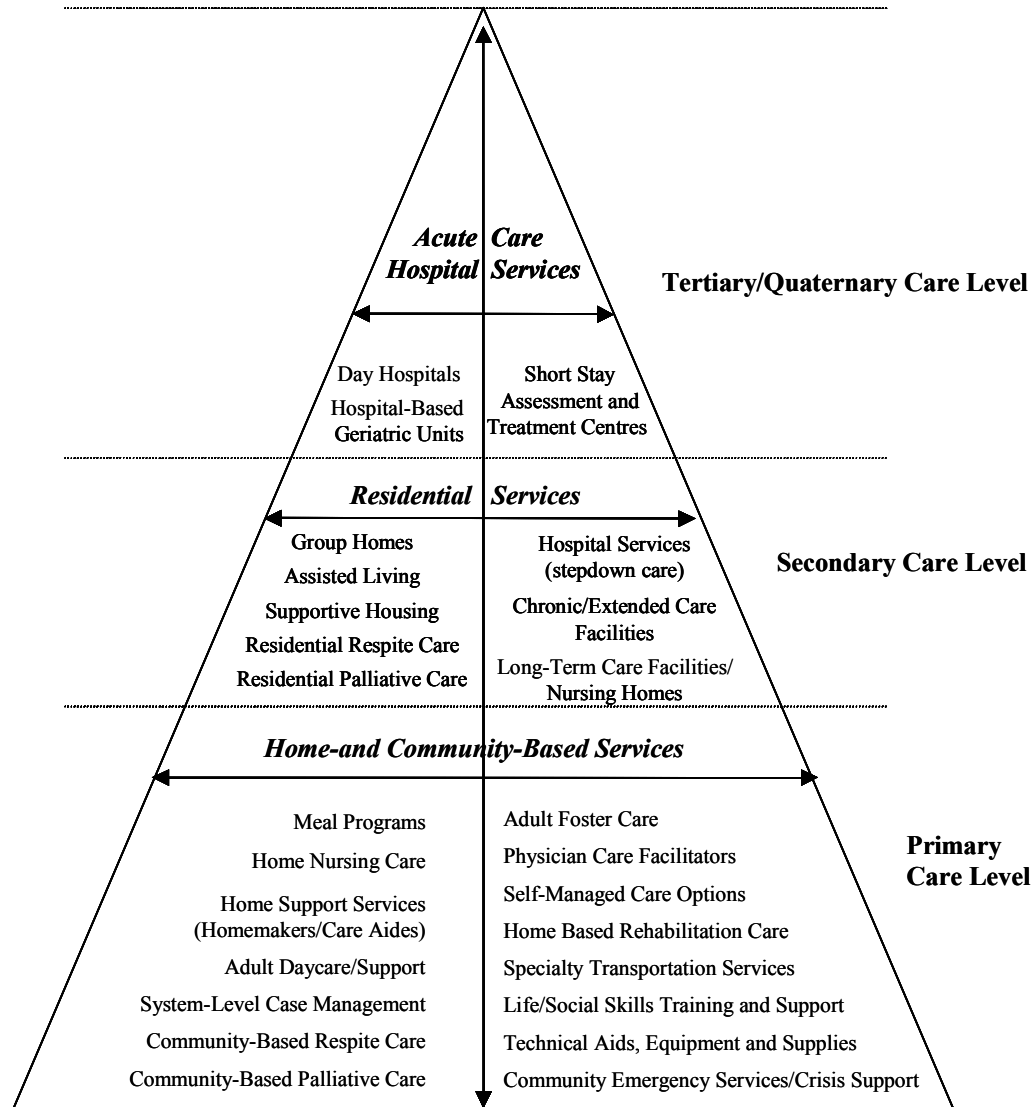 Acute Care
Hospital Services
Tertiary/Quaternary Care Level
Day Hospitals
Hospital-Based
Geriatric Units
Short Stay
Assessment and
Treatment Centres
Residential Services
Secondary Care Level
Group Homes
Assisted Living
Supportive Housing
Residential Respite Care
Residential Palliative Care
Hospital Services
(stepdown care)
Chronic/Extended Care
Facilities
Long-Term Care Facilities/
Nursing Homes
Home-and Community-Based Services
Primary
Care Level
Meal Programs
Home Nursing Care
Home Support Services
(Homemakers/Care Aides)
Adult Daycare/Support
System-Level Case Management
Community-Based Respite Care
Community-Based Palliative Care
Adult Foster Care
Physician Care Facilitators
Self-Managed Care Options
Home Based Rehabilitation Care
Specialty Transportation Services
Life/Social Skills Training and Support
Technical Aids, Equipment and Supplies
Community Emergency Services/Crisis Support